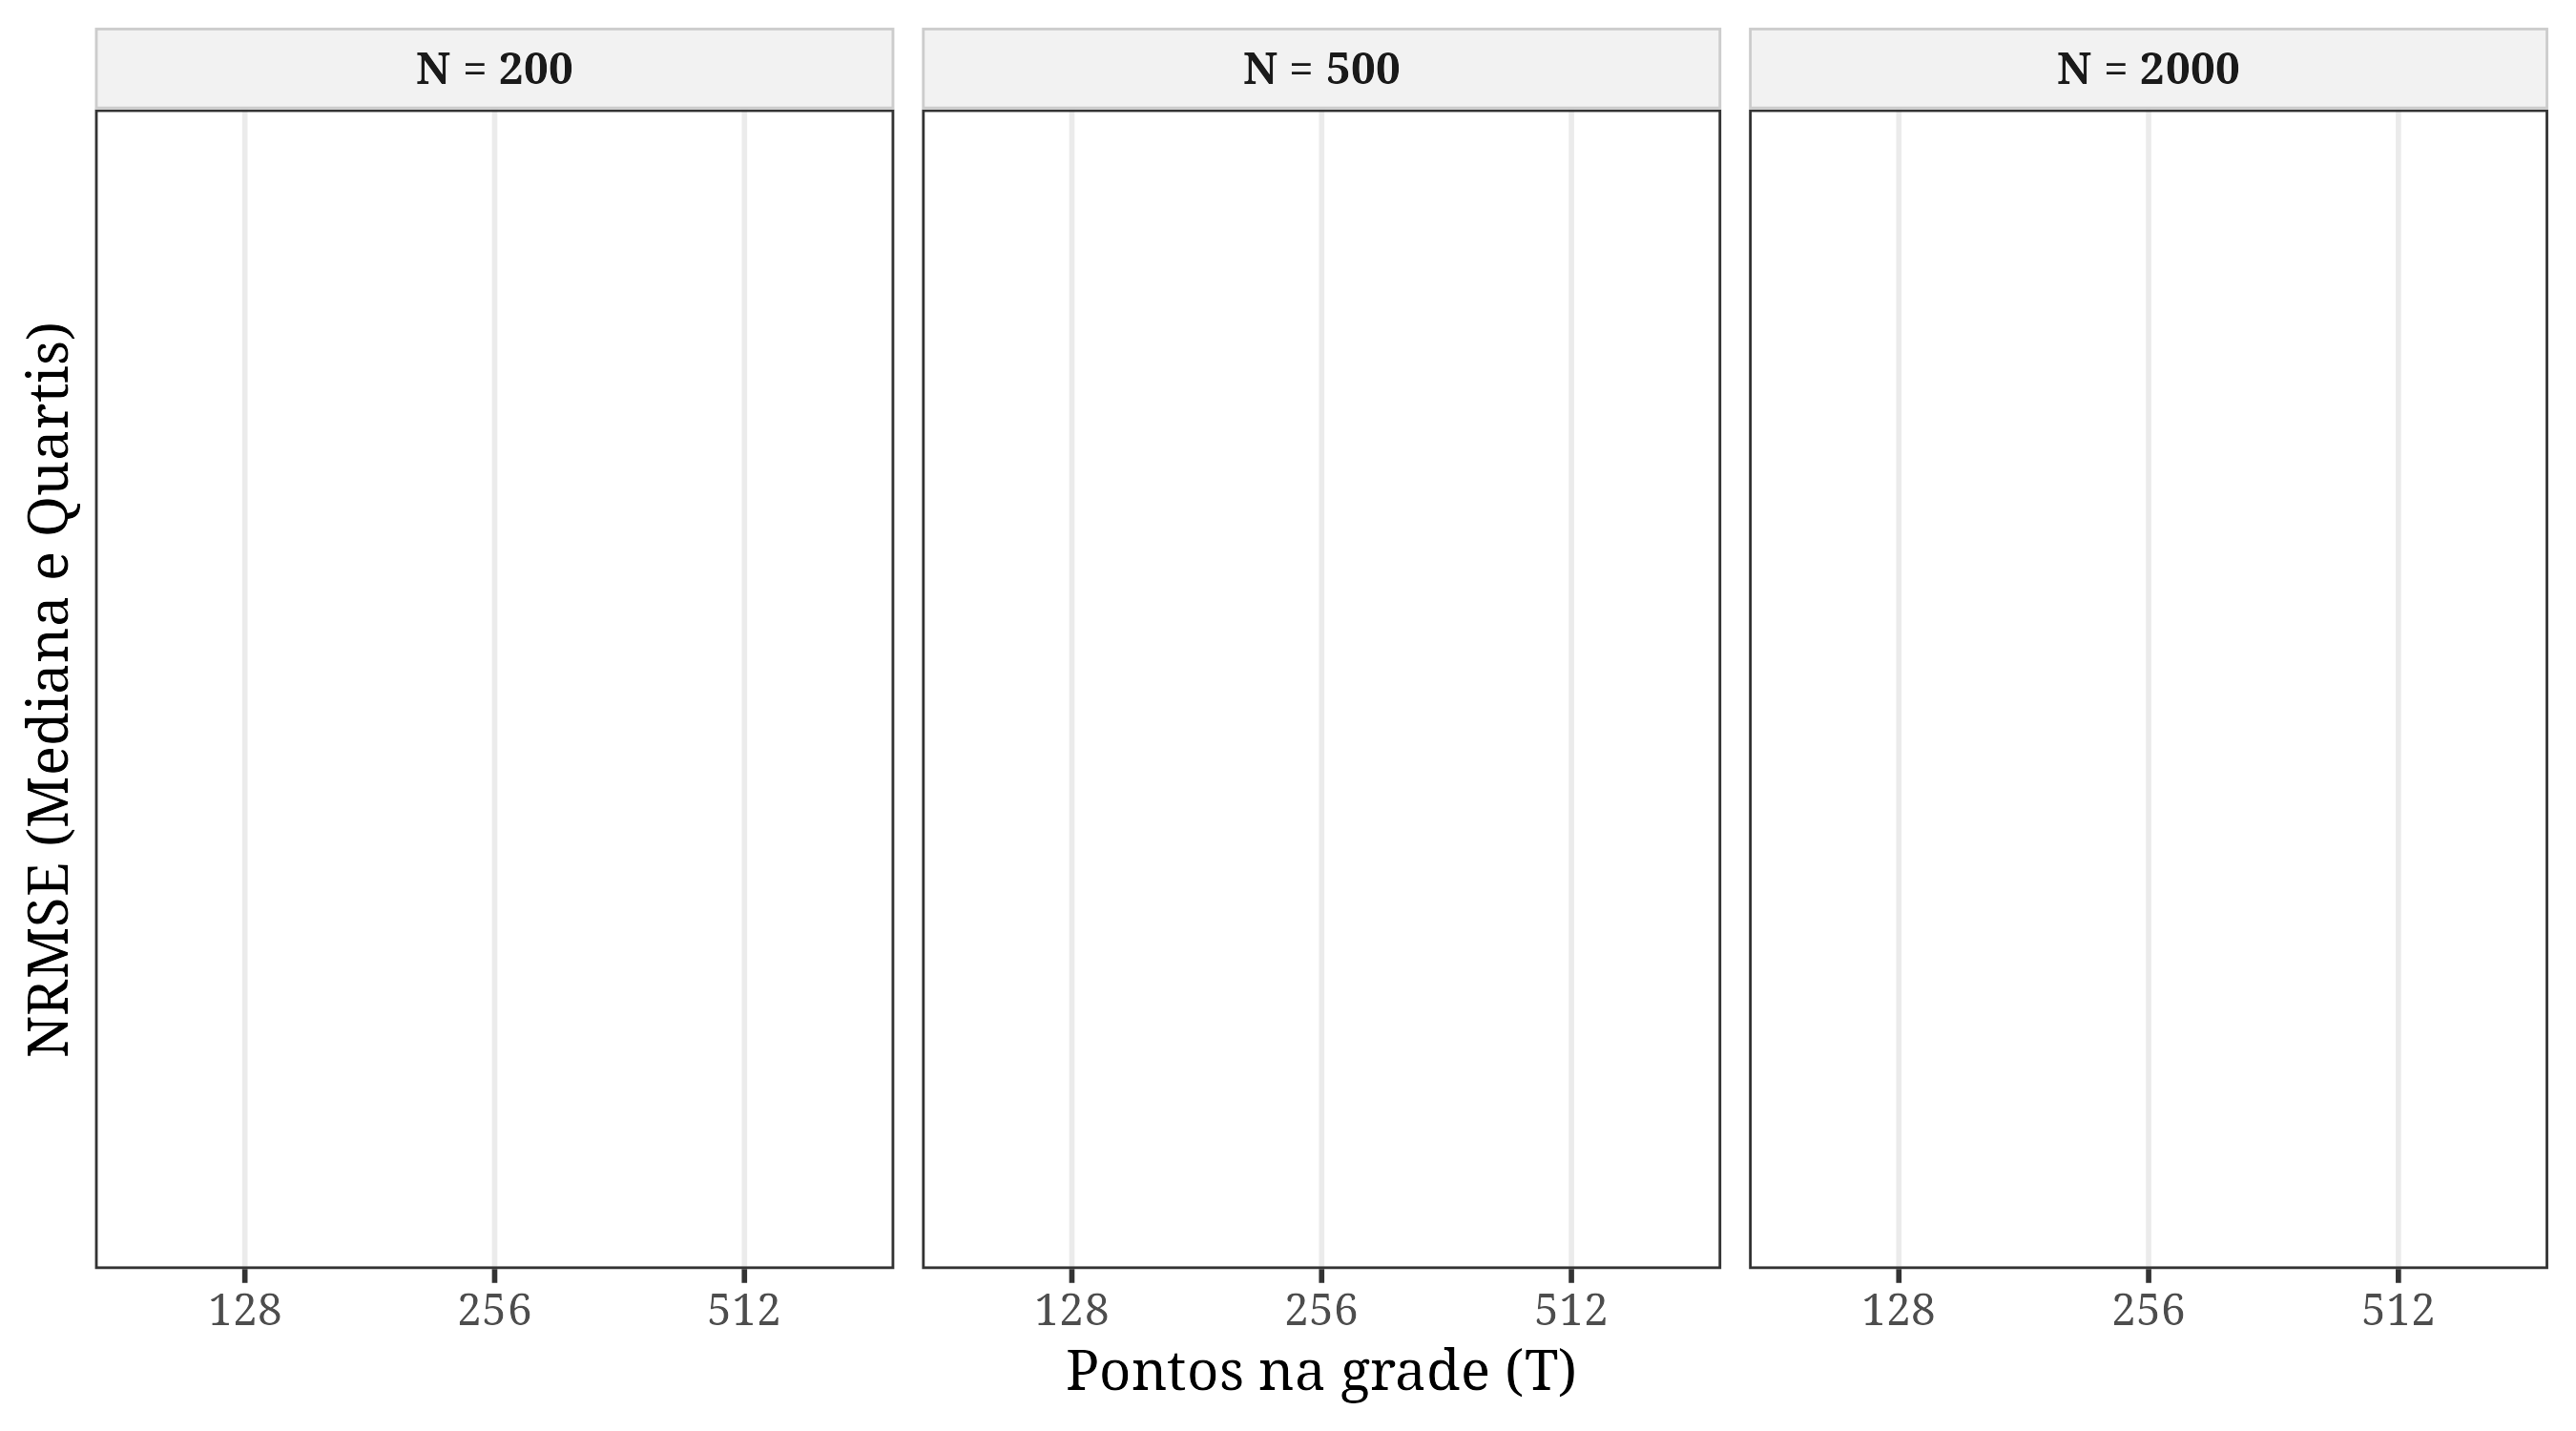 N = 200
N = 500
N = 2000
NRMSE (Mediana e Quartis)
128 256 512 128 256 512 128 256 512
Pontos na grade (T)